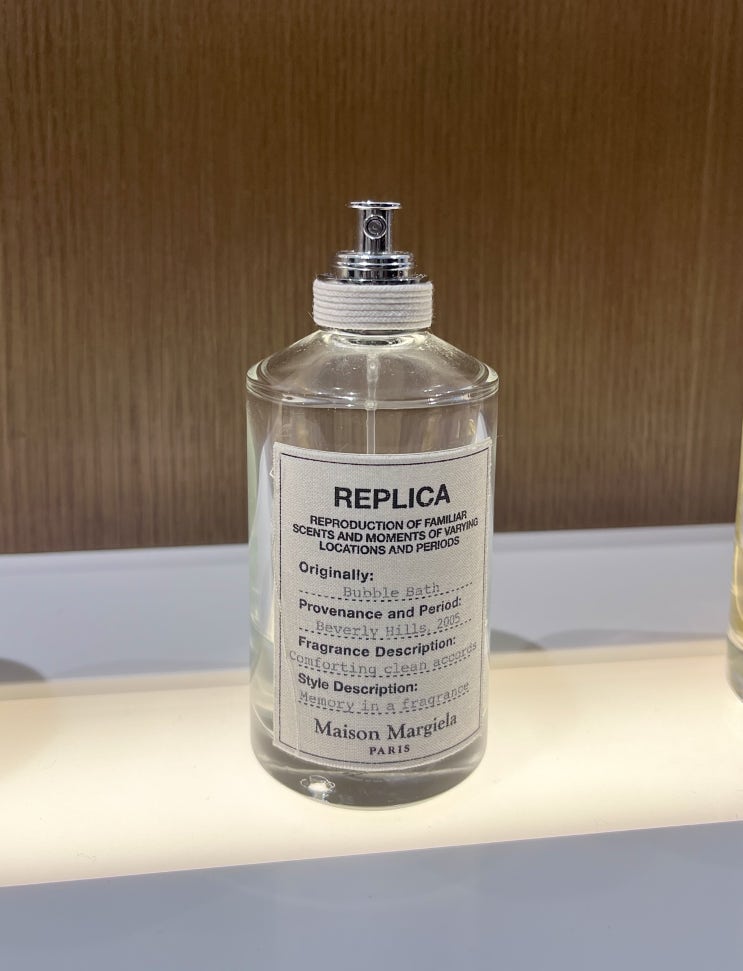 REPLICA
REPRODUCTION OF FAMILIAR
SCENTS AND MOMENTS OF VARYING
LOCATIONS AND PERIODS
Originally:
Bubble Bath
Provenance and Period:
Beverly Hills, 2005
Fragrance Description:
Comforting clean accords
Style Description:
Memory in a fragrance
Maison Margiela
PARIS